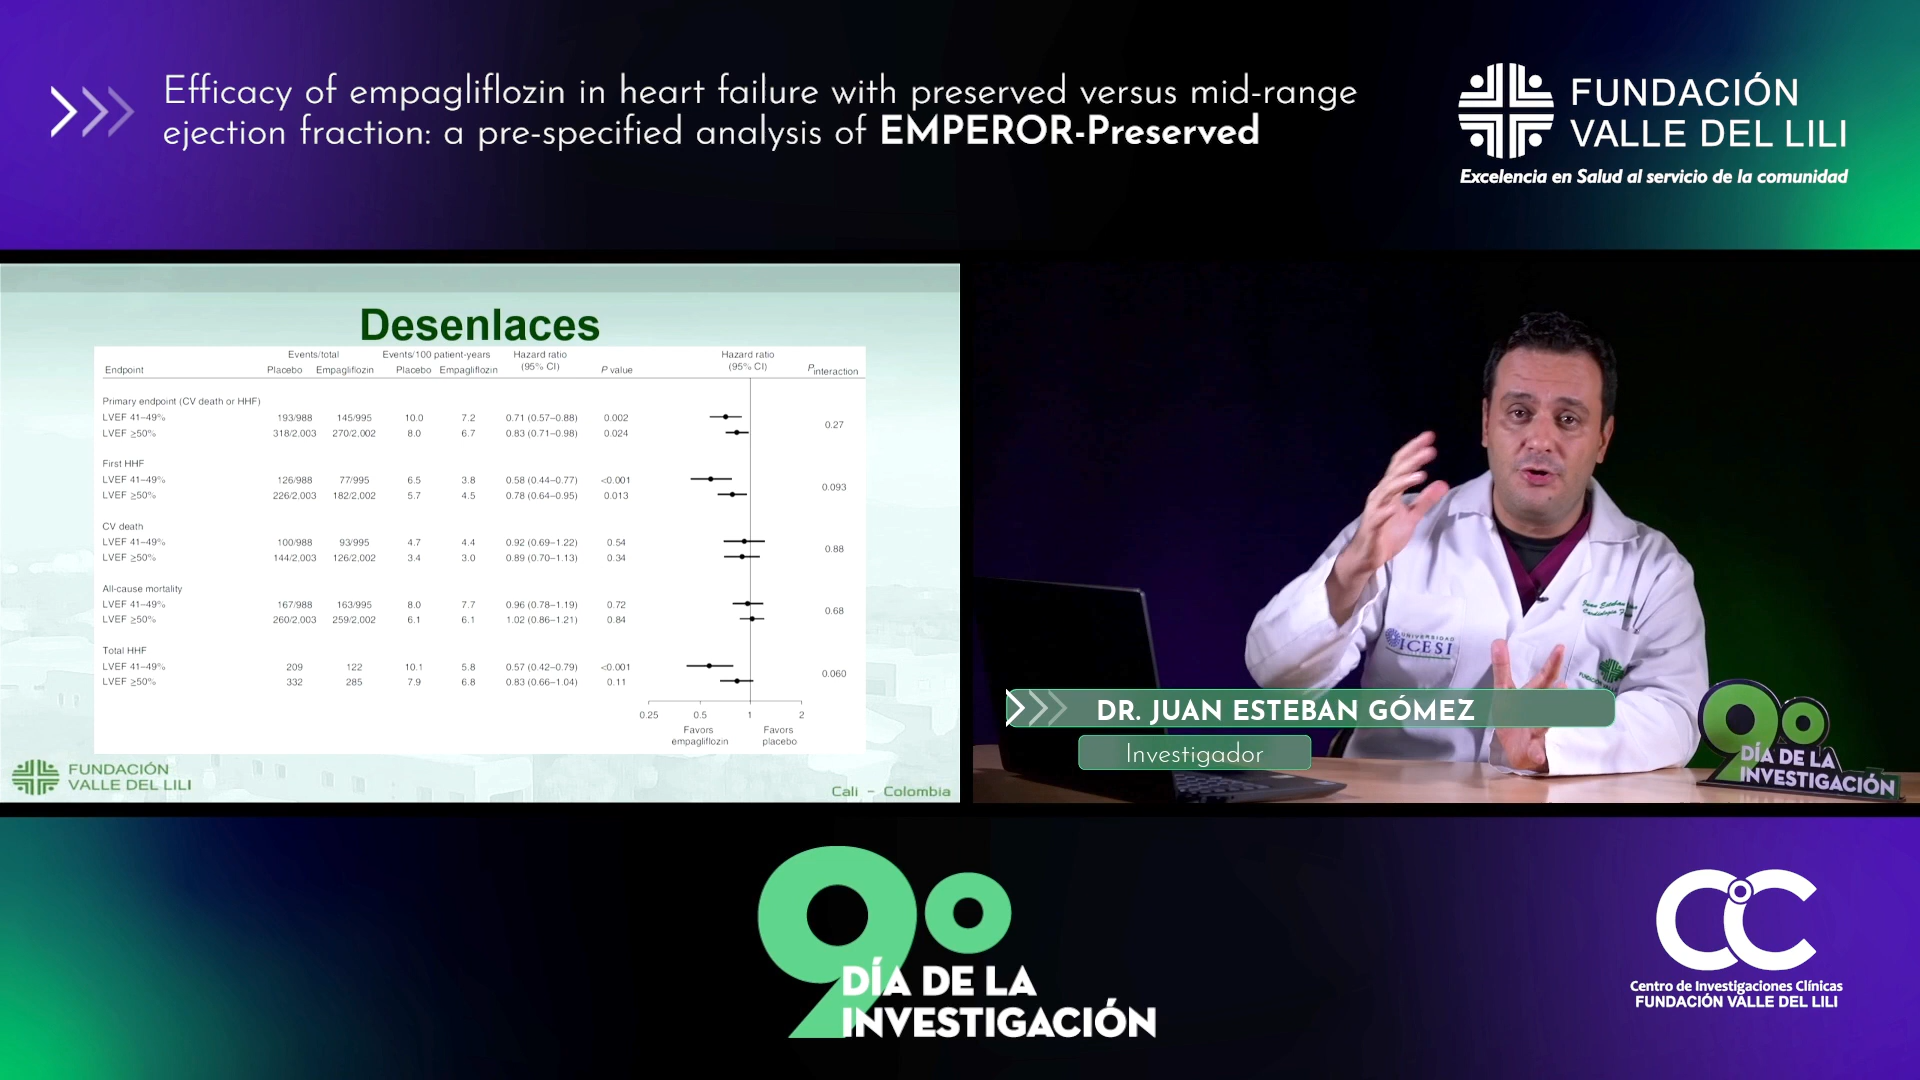 Efficacy of empagliflozin in heart failure with preserved versus mid-range
ejection fraction: a pre-specified analysis of EMPEROR-Preserved
FUNDACIÓN
VALLE DEL LILI
Excelencia en Salud al servicio de la comunidad
Desenlaces
Events/total Events/100 patient-years Hazard ratio Hazard ratio
Endpoint Placebo Empagliflozin Placebo Empagliflozin (95% CI) P value (95% CI) Pinteraction
Primary endpoint (CV death or HHF)
LVEF 41–49% 193/988 145/995 10.0 7.2 0.71 (0.57–0.88) 0.002
0.27
LVEF ≥50% 318/2.003 270/2,002 8.0 6.7 0.83 (0.71–0.98) 0.024
First HHF
LVEF 41–49% 126/988 77/995 6.5 3.8 0.58 (0.44–0.77) <0.001
0.093
LVEF ≥50% 226/2.003 182/2,002 5.7 4.5 0.78 (0.64–0.95) 0.013
CV death
LVEF 41–49% 100/988 93/995 4.7 4.4 0.92 (0.69–1.22) 0.54
0.88
LVEF ≥50% 144/2.003 126/2,002 3.4 3.0 0.89 (0.70–1.13) 0.34
All-cause mortality
LVEF 41–49% 167/988 163/995 8.0 7.7 0.96 (0.78–1.19) 0.72
0.68
LVEF ≥50% 260/2.003 259/2,002 6.1 6.1 1.02 (0.86–1.21) 0.84
Total HHF
LVEF 41–49% 209 122 10.1 5.8 0.57 (0.42–0.79) <0.001
0.060
LVEF ≥50% 332 285 7.9 6.8 0.83 (0.66–1.04) 0.11
0.25 0.5 1 2
Favors Favors
empagliflozin placebo
FUNDACIÓN
VALLE DEL LILI
Cali - Colombia
UNIVERSIDAD
ICESI
Juan Esteban
DR. JUAN ESTEBAN GÓMEZ
Investigador
9o
DÍA DE LA
INVESTIGACIÓN
9o
DÍA DE LA
INVESTIGACIÓN
CiC
Centro de Investigaciones Clínicas
FUNDACIÓN VALLE DEL LILI